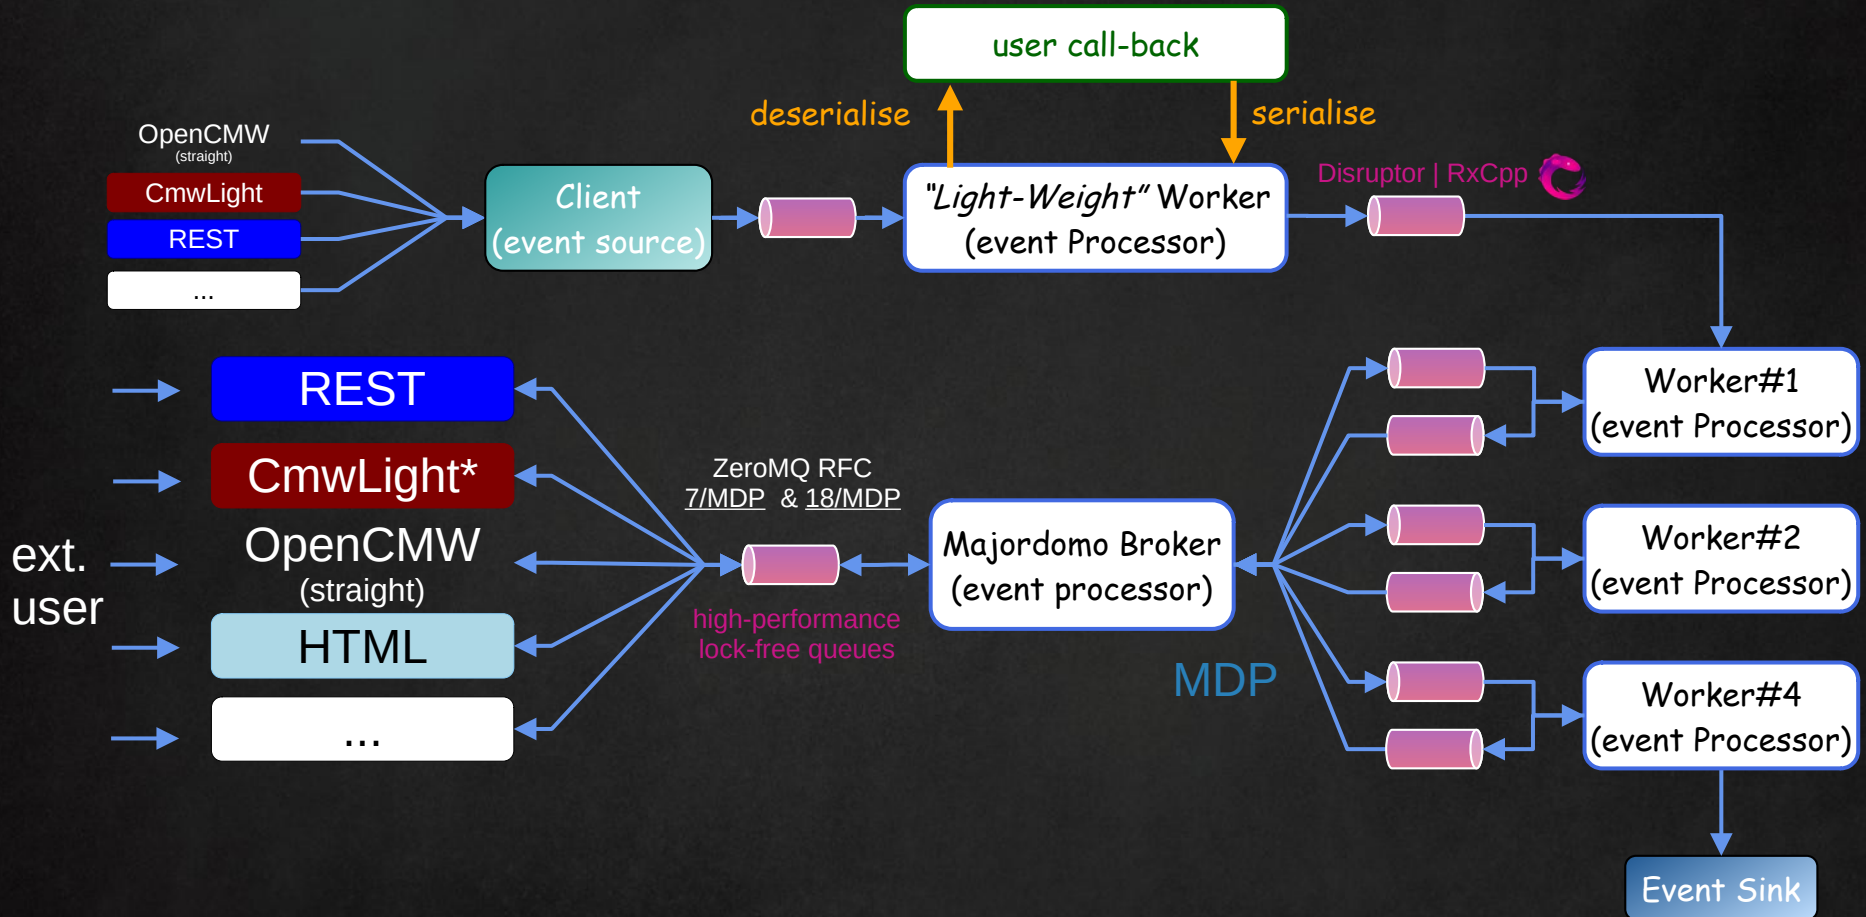 user call-back
deserialise
serialise
OpenCMW
(straight)
CmwLight
REST
...
Client
(event source)
"Light-Weight” Worker
(event Processor)
Disruptor | RxCpp
ext.
user
REST
CmwLight*
OpenCMW
(straight)
HTML
...
ZeroMQ RFC
7/MDP & 18/MDP
high-performance
lock-free queues
Majordomo Broker
(event processor)
MDP
Worker#1
(event Processor)
Worker#2
(event Processor)
Worker#4
(event Processor)
Event Sink